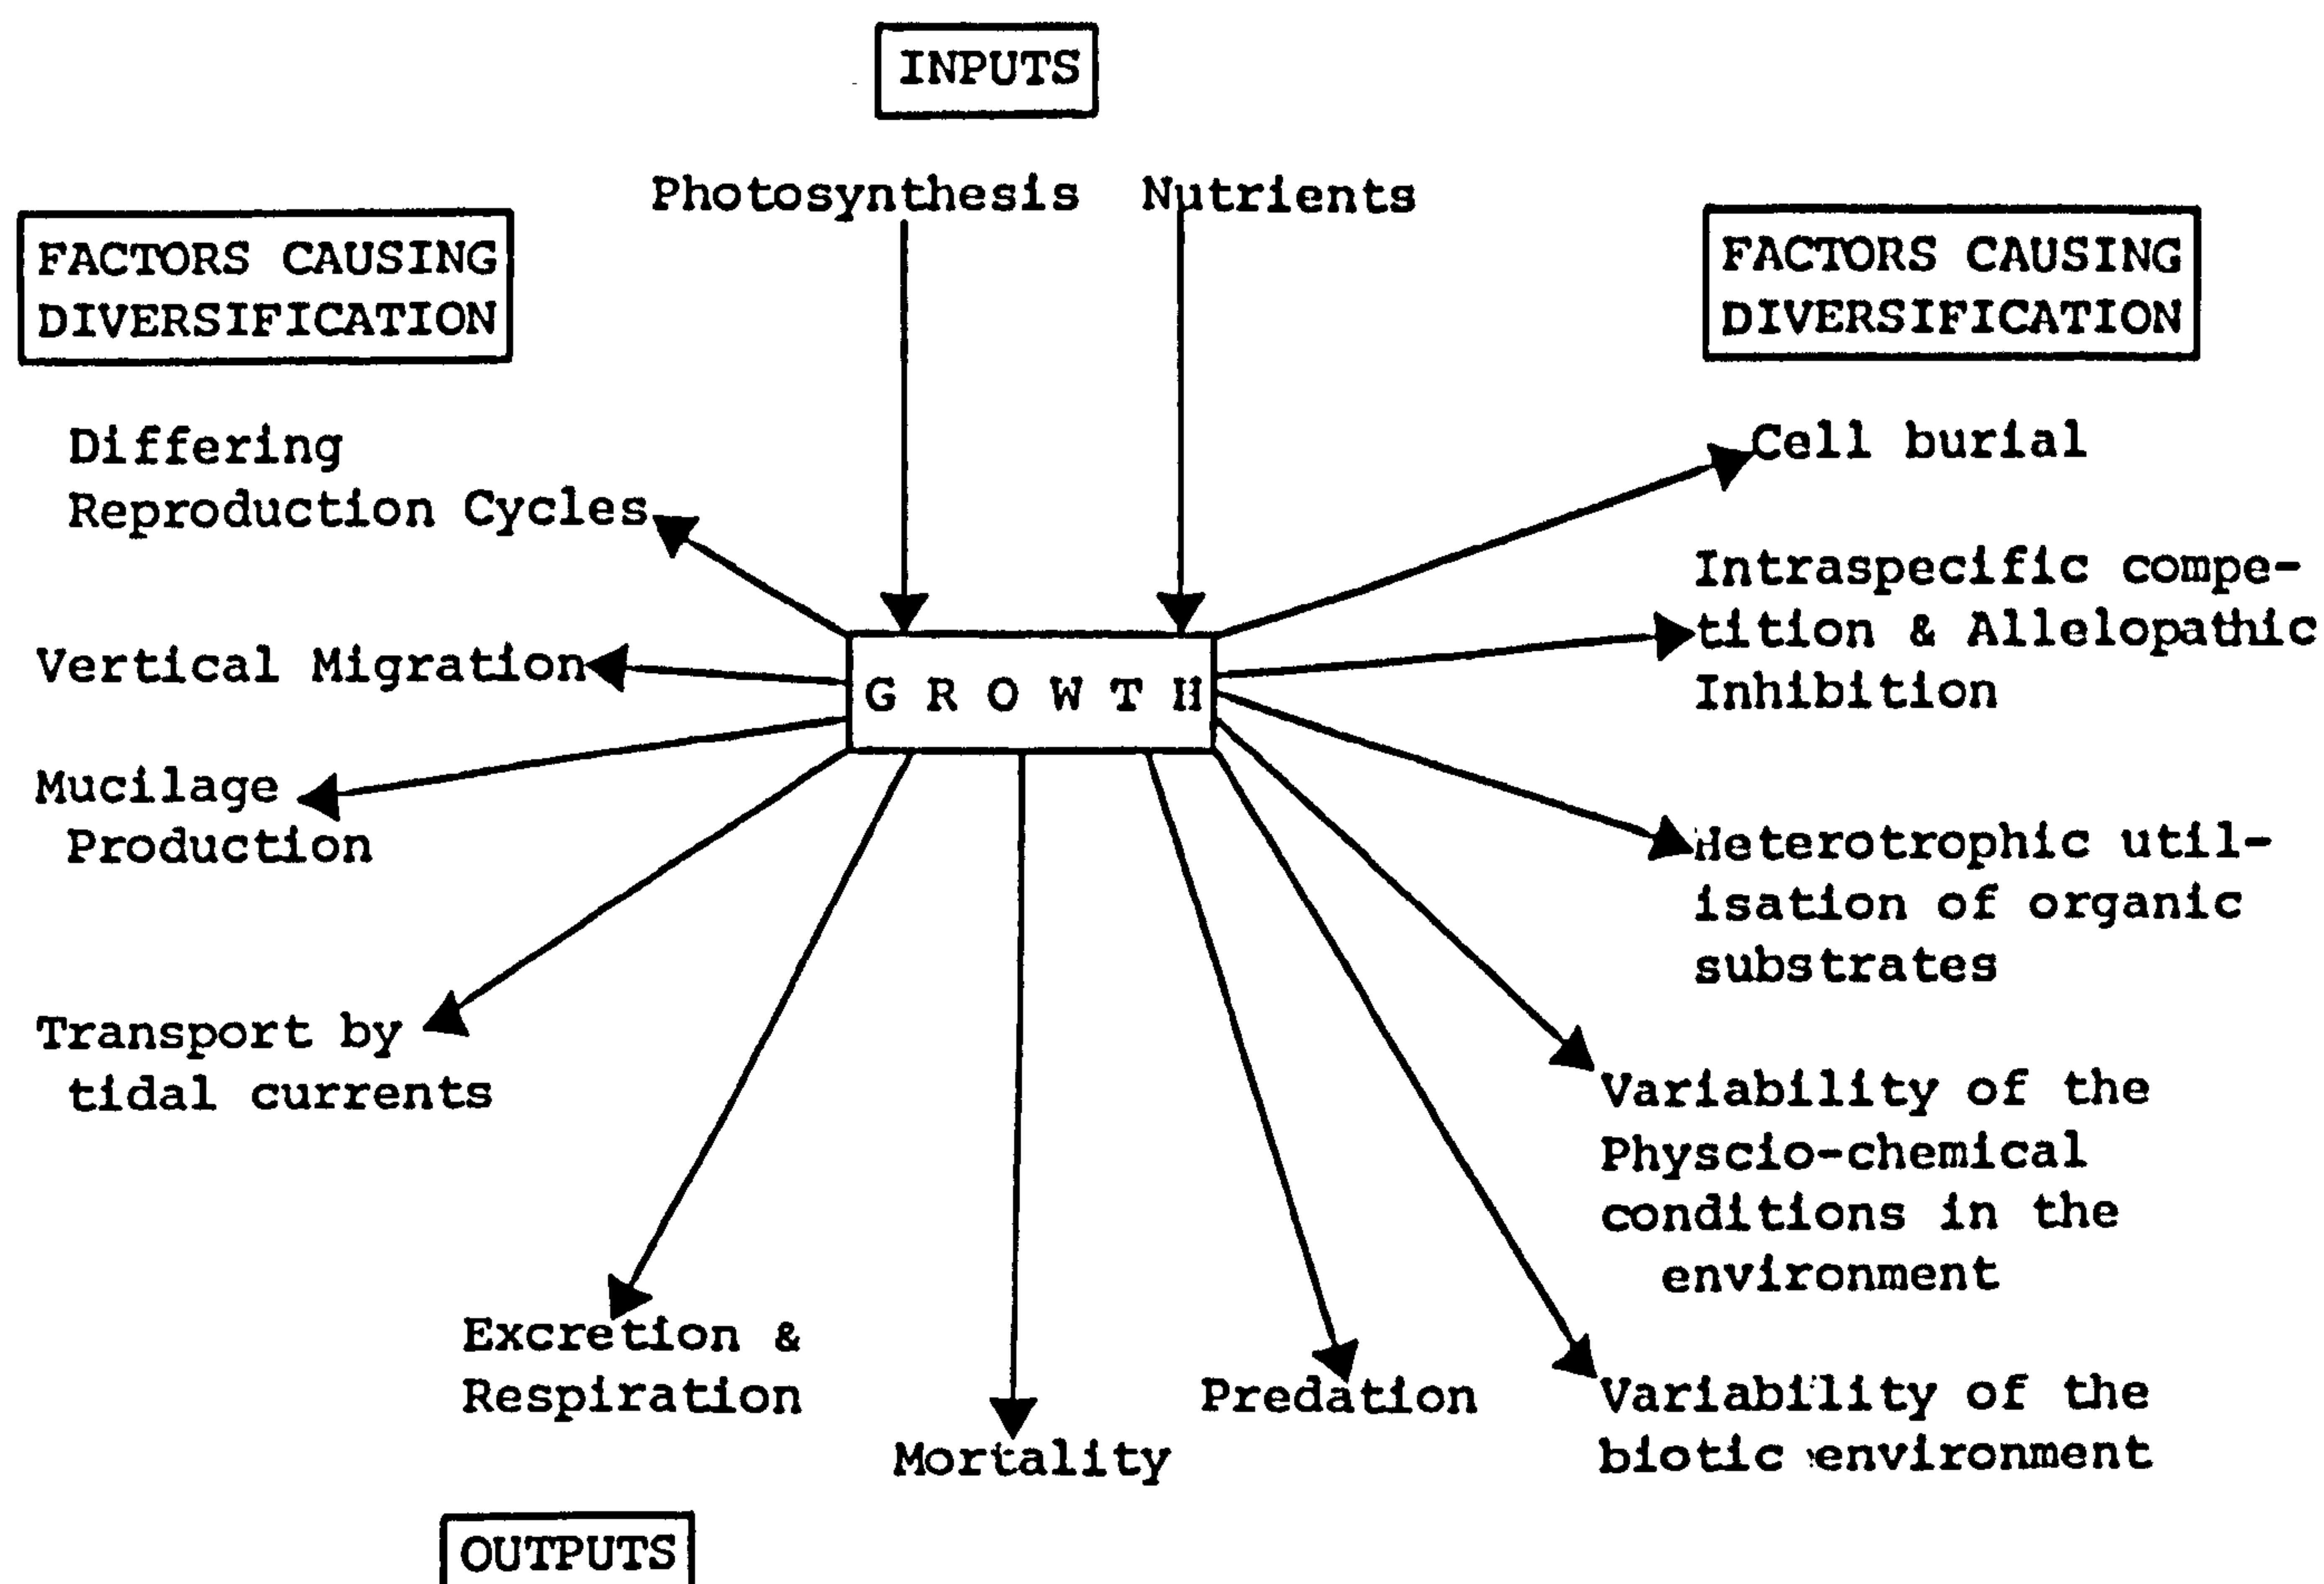 INPUTS
Photosynthesis Nutrients
FACTORS CAUSING
DIVERSIFICATION
FACTORS CAUSING
DIVERSIFICATION
Differing
Reproduction Cycles
Vertical Migration
Mucilage
Production
Transport by
tidal currents
Cell burial
Intraspecific compe-
tition & Allelopathic
Inhibition
Heterotrophic util-
isation of organic
substrates
Variability of the
Physcio-chemical
conditions in the
environment
Variability of the
biotic environment
GROWTH
Excretion &
Respiration
Mortality
Predation
OUTPUTS